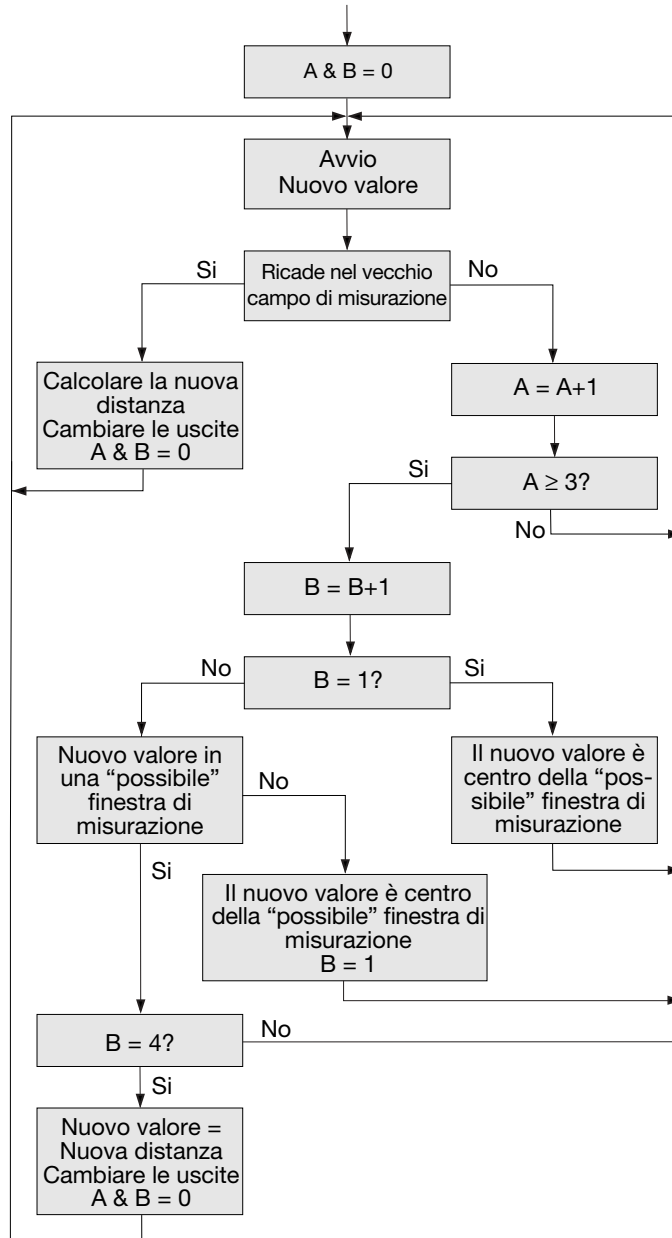 A & B = 0
Avvio
Nuovo valore
Si
Ricade nel vecchio
campo di misurazione
No
Calcolare la nuova
distanza
Cambiare le uscite
A & B = 0
A = A+1
Si
A ≥ 3?
No
B = B+1
No
B = 1?
Si
Nuovo valore in
una “possibile”
finestra di
misurazione
No
Il nuovo valore è
centro della “pos-
sibile” finestra di
misurazione
Si
Il nuovo valore è centro
della “possibile” finestra di
misurazione
B = 1
B = 4?
No
Si
Nuovo valore =
Nuova distanza
Cambiare le uscite
A & B = 0